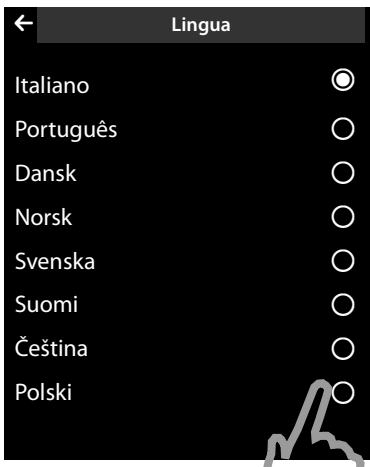 Lingua
Italiano
Português
Dansk
Norsk
Svenska
Suomi
Čeština
Polski